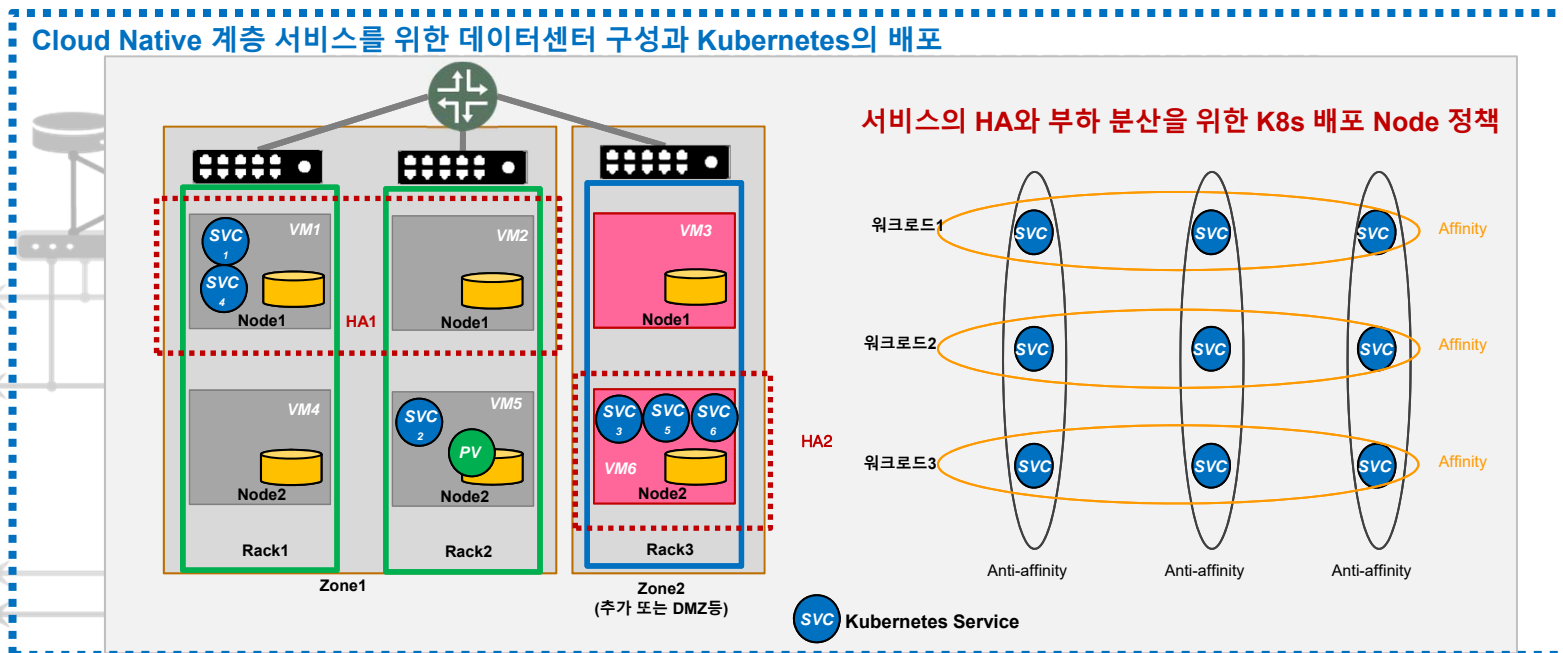 Cloud Native 계층 서비스를 위한 데이터센터 구성과 Kubernetes의 배포
서비스의 HA와 부하 분산을 위한 K8s 배포 Node 정책
SVC
1
SVC
4
VM1
Node1
HA1
VM2
Node1
VM3
Node1
VM4
Node2
SVC
2
PV
VM5
Node2
SVC
3
SVC
5
SVC
6
VM6
Node2
HA2
Rack1
Rack2
Rack3
Zone1
Zone2
(추가 또는 DMZ등)
워크로드1
SVC
SVC
SVC
Affinity
워크로드2
SVC
SVC
SVC
Affinity
워크로드3
SVC
SVC
SVC
Affinity
Anti-affinity
Anti-affinity
Anti-affinity
SVC
Kubernetes Service